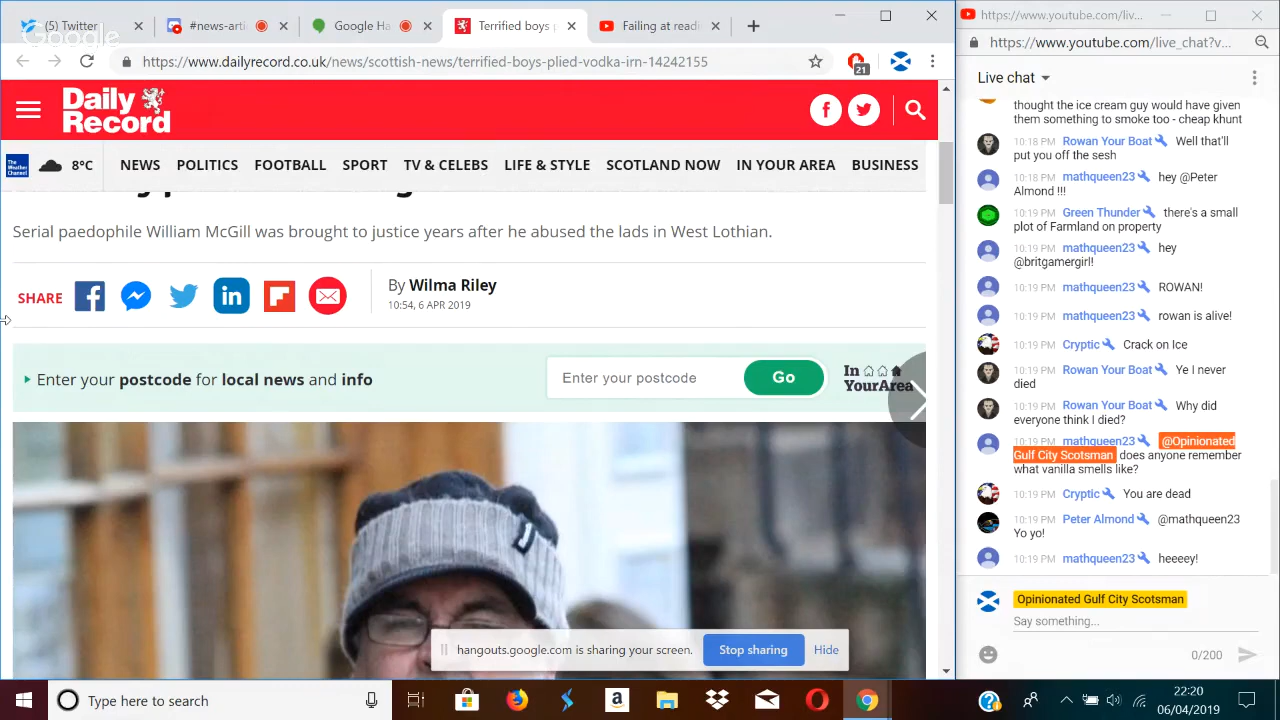 (5) Twitter
#news-arti
Google Ha
Terrified boys
Failing at read
Google
https://www.dailyrecord.co.uk/news/scottish-news/terrified-boys-plied-vodka-irn-14242155
21
Daily
Record
The Weather Channel
8°C
NEWS POLITICS FOOTBALL SPORT TV & CELEBS LIFE & STYLE SCOTLAND NOW IN YOUR AREA BUSINESS
Serial paedophile William McGill was brought to justice years after he abused the lads in West Lothian.
SHARE
By Wilma Riley
10:54, 6 APR 2019
Enter your postcode for local news and info
Enter your postcode
Go
In
YourArea
hangouts.google.com is sharing your screen.
Stop sharing
Hide
https://www.youtube.com/liv...
https://www.youtube.com/live_chat?v...
Live chat
thought the ice cream guy would have given
them something to smoke too - cheap khunt
10:18 PM Rowan Your Boat Well that'll
put you off the sesh
10:18 PM mathqueen23 hey @Peter
Almond !!!
10:19 PM Green Thunder there's a small
plot of Farmland on property
10:19 PM mathqueen23 hey
@britgamergirl!
10:19 PM mathqueen23 ROWAN!
10:19 PM mathqueen23 rowan is alive!
10:19 PM Cryptic Crack on Ice
10:19 PM Rowan Your Boat Ye I never
died
10:19 PM Rowan Your Boat Why did
everyone think I died?
10:19 PM mathqueen23 @Opinionated
Gulf City Scotsman does anyone remember
what vanilla smells like?
10:19 PM Cryptic You are dead
10:19 PM Peter Almond @mathqueen23
Yo yo!
10:19 PM mathqueen23 heeeey!
Opinionated Gulf City Scotsman
Say something...
0/200
Type here to search
22:20
06/04/2019